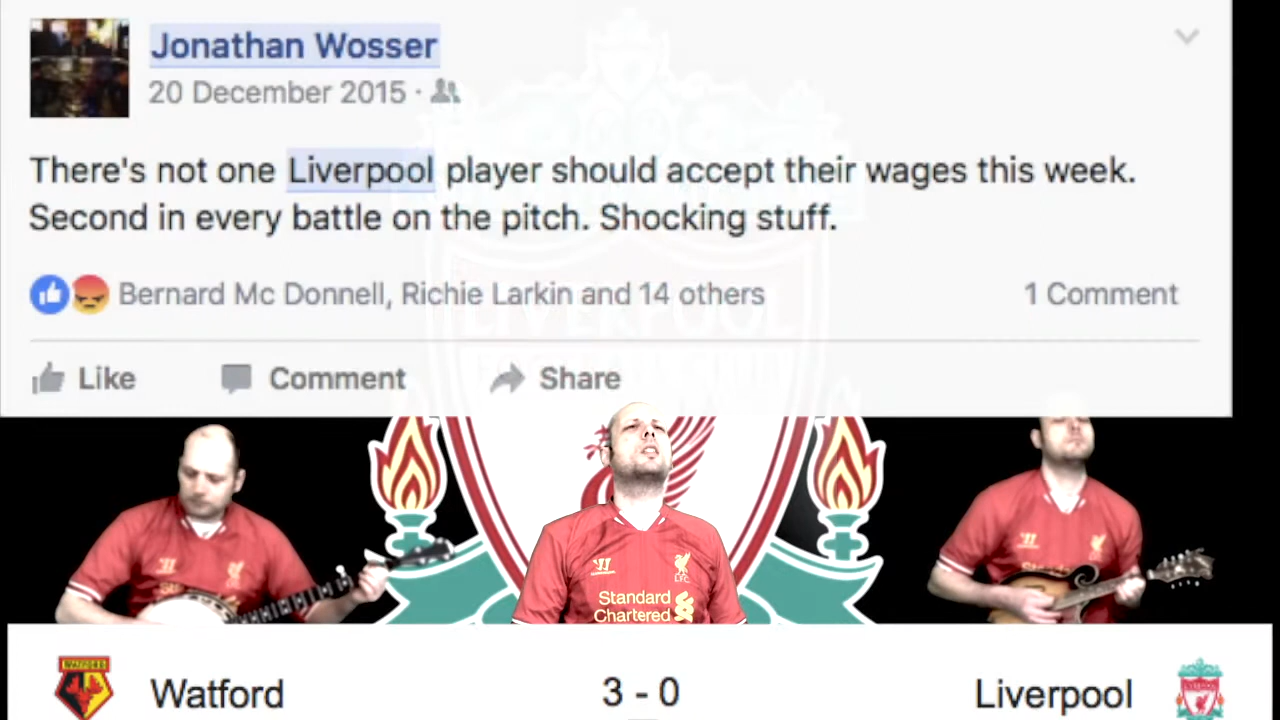 Jonathan Wosser
20 December 2015 ·
There's not one Liverpool player should accept their wages this week.
Second in every battle on the pitch. Shocking stuff.
Bernard Mc Donnell, Richie Larkin and 14 others
1 Comment
Like
Comment
Share
LIVERPOOL
L.F.C.
Standard
Chartered
WATFORD
Watford
3 - 0
Liverpool